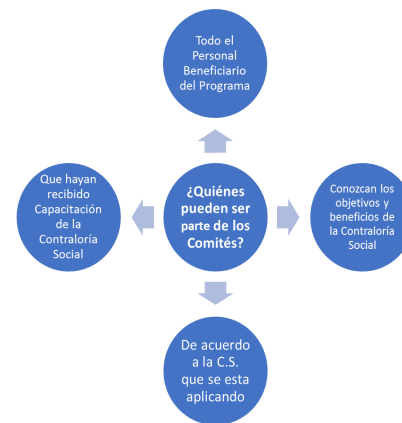 Todo el
Personal
Beneficiario
del Programa
Que hayan
recibido
Capacitación
de la
Contraloría
Social
¿Quiénes
pueden ser
parte de los
Comités?
Conozcan los
objetivos y
beneficios de
la Contraloría
Social
De acuerdo
a la C.S.
que se esta
aplicando